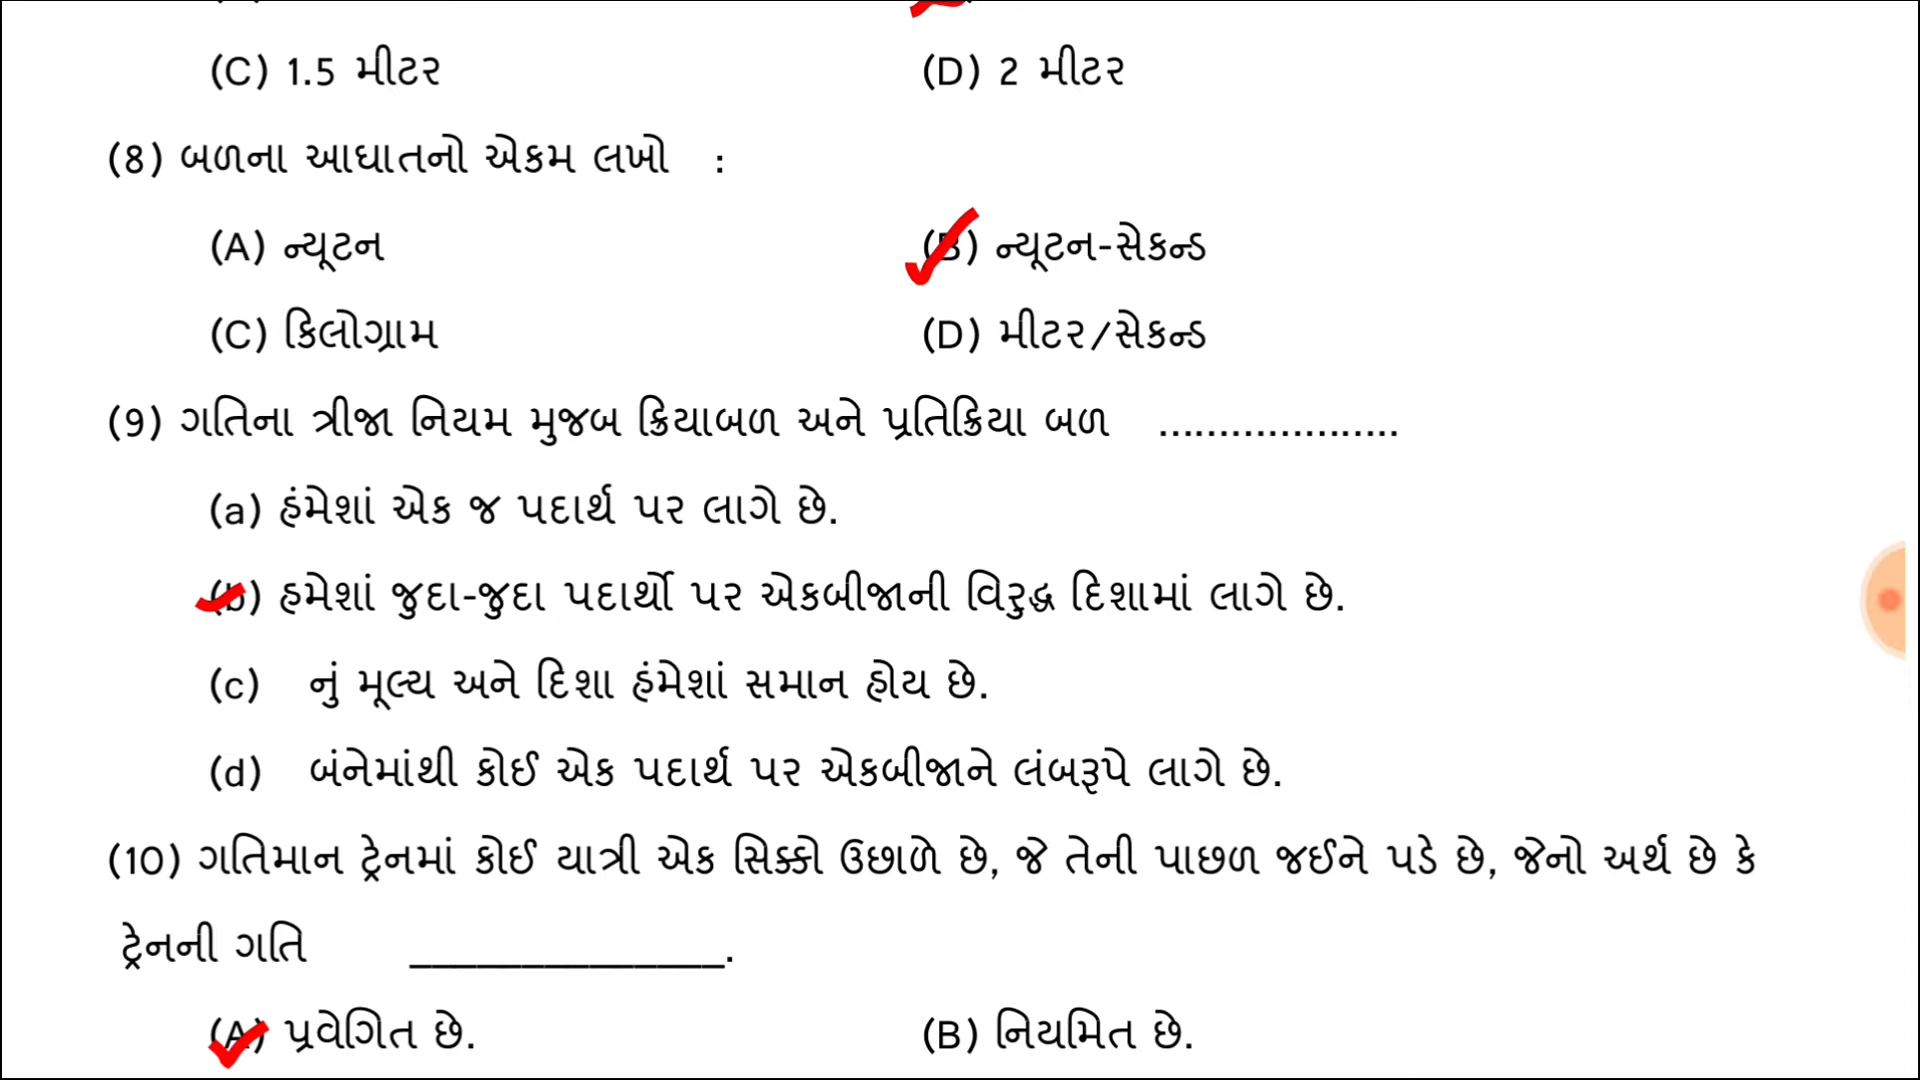 (C) 1.5 મીટર (D) 2 મીટર
(8) બળના આઘાતનો એકમ લખો :
(A) ન્યૂટન (B) ન્યૂટન-સેકન્ડ
(C) કિલોગ્રામ (D) મીટર/સેકન્ડ
(9) ગતિના ત્રીજા નિયમ મુજબ ક્રિયાબળ અને પ્રતિક્રિયા બળ ....................
(a) હંમેશાં એક જ પદાર્થ પર લાગે છે.
(b) હમેશાં જુદા-જુદા પદાર્થો પર એકબીજાની વિરુદ્ધ દિશામાં લાગે છે.
(c) નું મૂલ્ય અને દિશા હંમેશાં સમાન હોય છે.
(d) બંનેમાંથી કોઈ એક પદાર્થ પર એકબીજાને લંબરૂપે લાગે છે.
(10) ગતિમાન ટ્રેનમાં કોઈ યાત્રી એક સિક્કો ઉછાળે છે, જે તેની પાછળ જઈને પડે છે, જેનો અર્થ છે કે
ટ્રેનની ગતિ ______________.
(A) પ્રવેગિત છે. (B) નિયમિત છે.